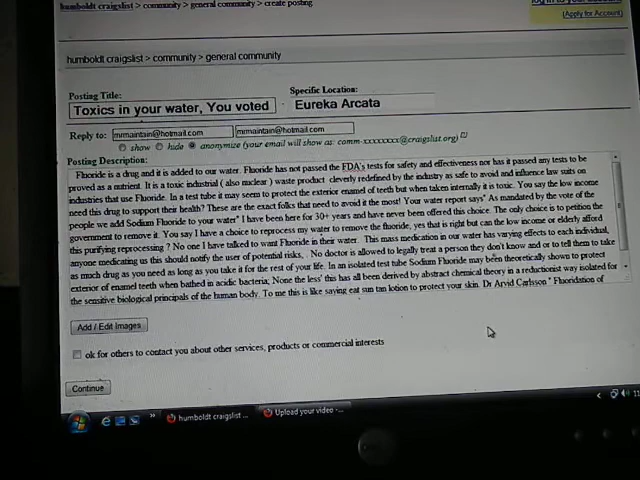 humboldt craigslist > community > general community > create posting
log in to your account
(Apply for Account)
humboldt craigslist > community > general community
Posting Title:
Specific Location:
Toxics in your water, You voted
Eureka Arcata
Reply to:
mrmaintain@hotmail.com
mrmaintain@hotmail.com
show hide anonymize (your email will show as: comm-xxxxxxxx@craigslist.org) [?]
Posting Description:
Fluoride is a drug and it is added to our water. Fluoride has not passed the FDA's tests for safety and effectiveness nor has it passed any tests to be
proved as a nutrient. It is a toxic industrial ( also nuclear ) waste product cleverly redefined by the industry as safe to avoid and influence law suits on
industries that use Fluoride. In a test tube it may seem to protect the exterior enamel of teeth but when taken internally it is toxic. You say the low income
need this drug to support their health? These are the exact folks that need to avoid it the most! Your water report says" As mandated by the vote of the
people we add Sodium Fluoride to your water" I have been here for 30+ years and have never been offered this choice. The only choice is to petition the
government to remove it. You say I have a choice to reprocess my water to remove the fluoride, yes that is right but can the low income or elderly afford
this purifying reprocessing ? No one I have talked want Fluoride in their water. This mass medication in our water has varying effects to each individual,
anyone medicating us this should notify the user of potential risks, . No doctor is allowed to legally treat a person they don't know and or to tell them to take
as much drug as you need as long as you take it for the rest of your life. In an isolated test tube Sodium Fluoride may been theoretically shown to protect
exterior of enamel teeth when bathed in acidic bacteria; None the less' this has all been derived by abstract chemical theory in a reductionist way isolated for
the sensitive biological principals of the human body. To me this is like saying eat sun tan lotion to protect your skin. Dr Arvid Carlsson " Fluoridation of
Add / Edit Images
ok for others to contact you about other services, products or commercial interests
Continue
humboldt craigslist ...
Upload your video -...
11